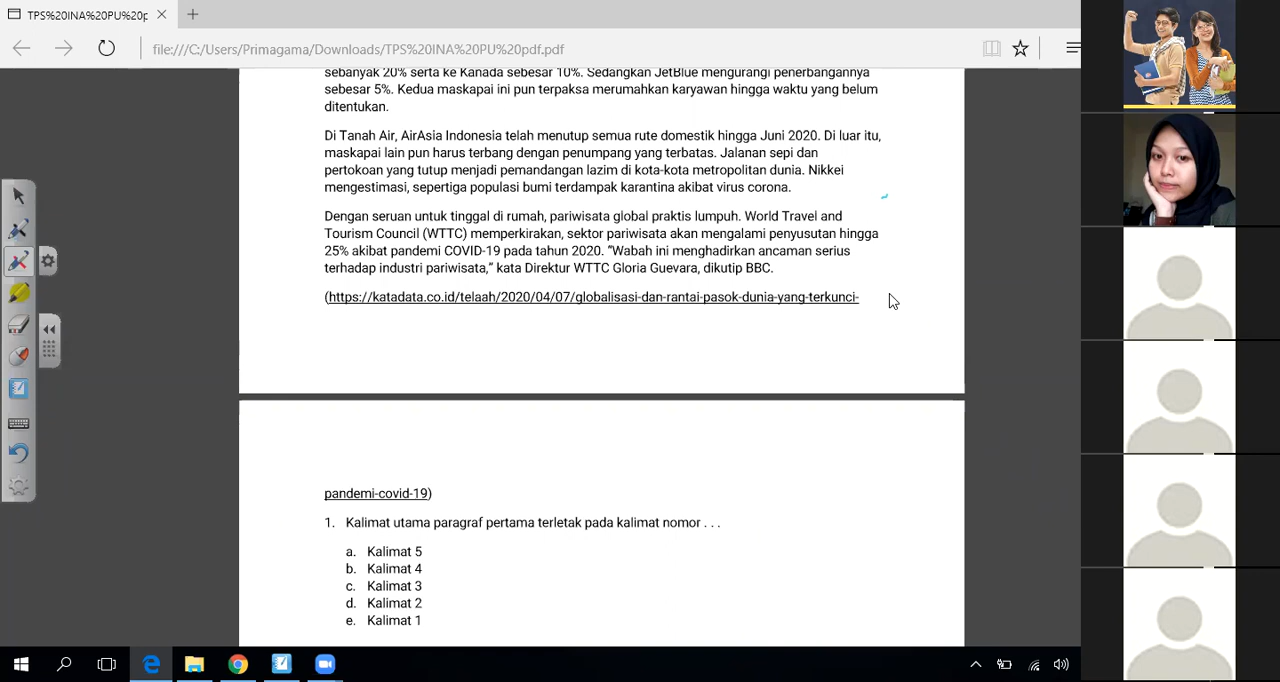 TPS%20INA%20PU%20p
file:///C:/Users/Primagama/Downloads/TPS%20INA%20PU%20pdf.pdf
sebanyak 20% serta ke Kanada sebesar 10%. Sedangkan JetBlue mengurangi penerbangannya
sebesar 5%. Kedua maskapai ini pun terpaksa merumahkan karyawan hingga waktu yang belum
ditentukan.
Di Tanah Air, AirAsia Indonesia telah menutup semua rute domestik hingga Juni 2020. Di luar itu,
maskapai lain pun harus terbang dengan penumpang yang terbatas. Jalanan sepi dan
pertokoan yang tutup menjadi pemandangan lazim di kota-kota metropolitan dunia. Nikkei
mengestimasi, sepertiga populasi bumi terdampak karantina akibat virus corona.
Dengan seruan untuk tinggal di rumah, pariwisata global praktis lumpuh. World Travel and
Tourism Council (WTTC) memperkirakan, sektor pariwisata akan mengalami penyusutan hingga
25% akibat pandemi COVID-19 pada tahun 2020. “Wabah ini menghadirkan ancaman serius
terhadap industri pariwisata,” kata Direktur WTTC Gloria Guevara, dikutip BBC.
(https://katadata.co.id/telaah/2020/04/07/globalisasi-dan-rantai-pasok-dunia-yang-terkunci-
pandemi-covid-19)
1. Kalimat utama paragraf pertama terletak pada kalimat nomor . . .
a. Kalimat 5
b. Kalimat 4
c. Kalimat 3
d. Kalimat 2
e. Kalimat 1